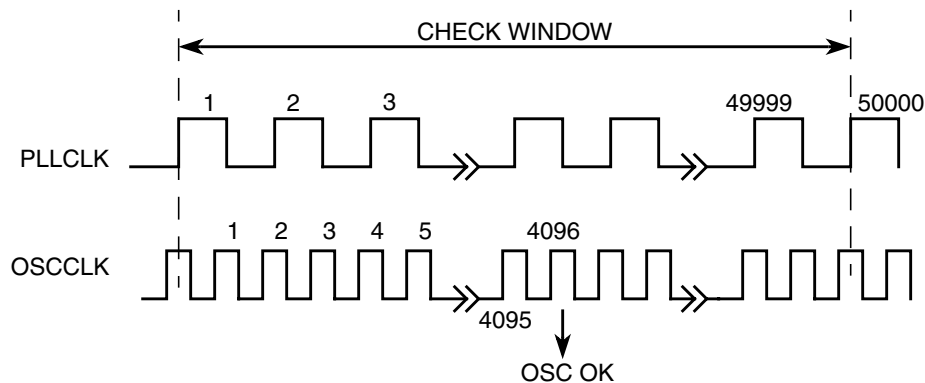 CHECK WINDOW
1 2 3 49999 50000
PLLCLK
1 2 3 4 5 4096
OSCCLK
4095
OSC OK